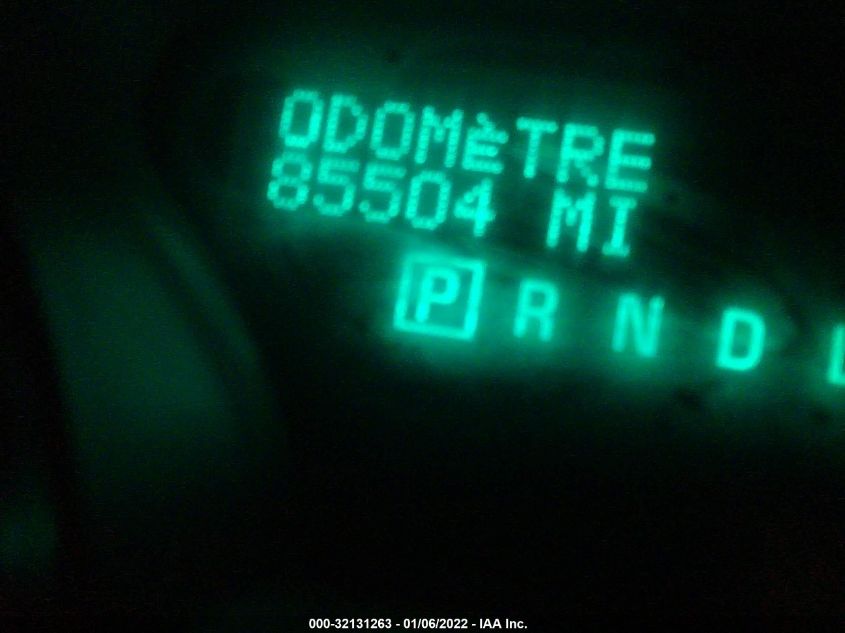 ODOMèTRE
85504 MI
P R N D L
000-32131263 - 01/06/2022 - IAA Inc.